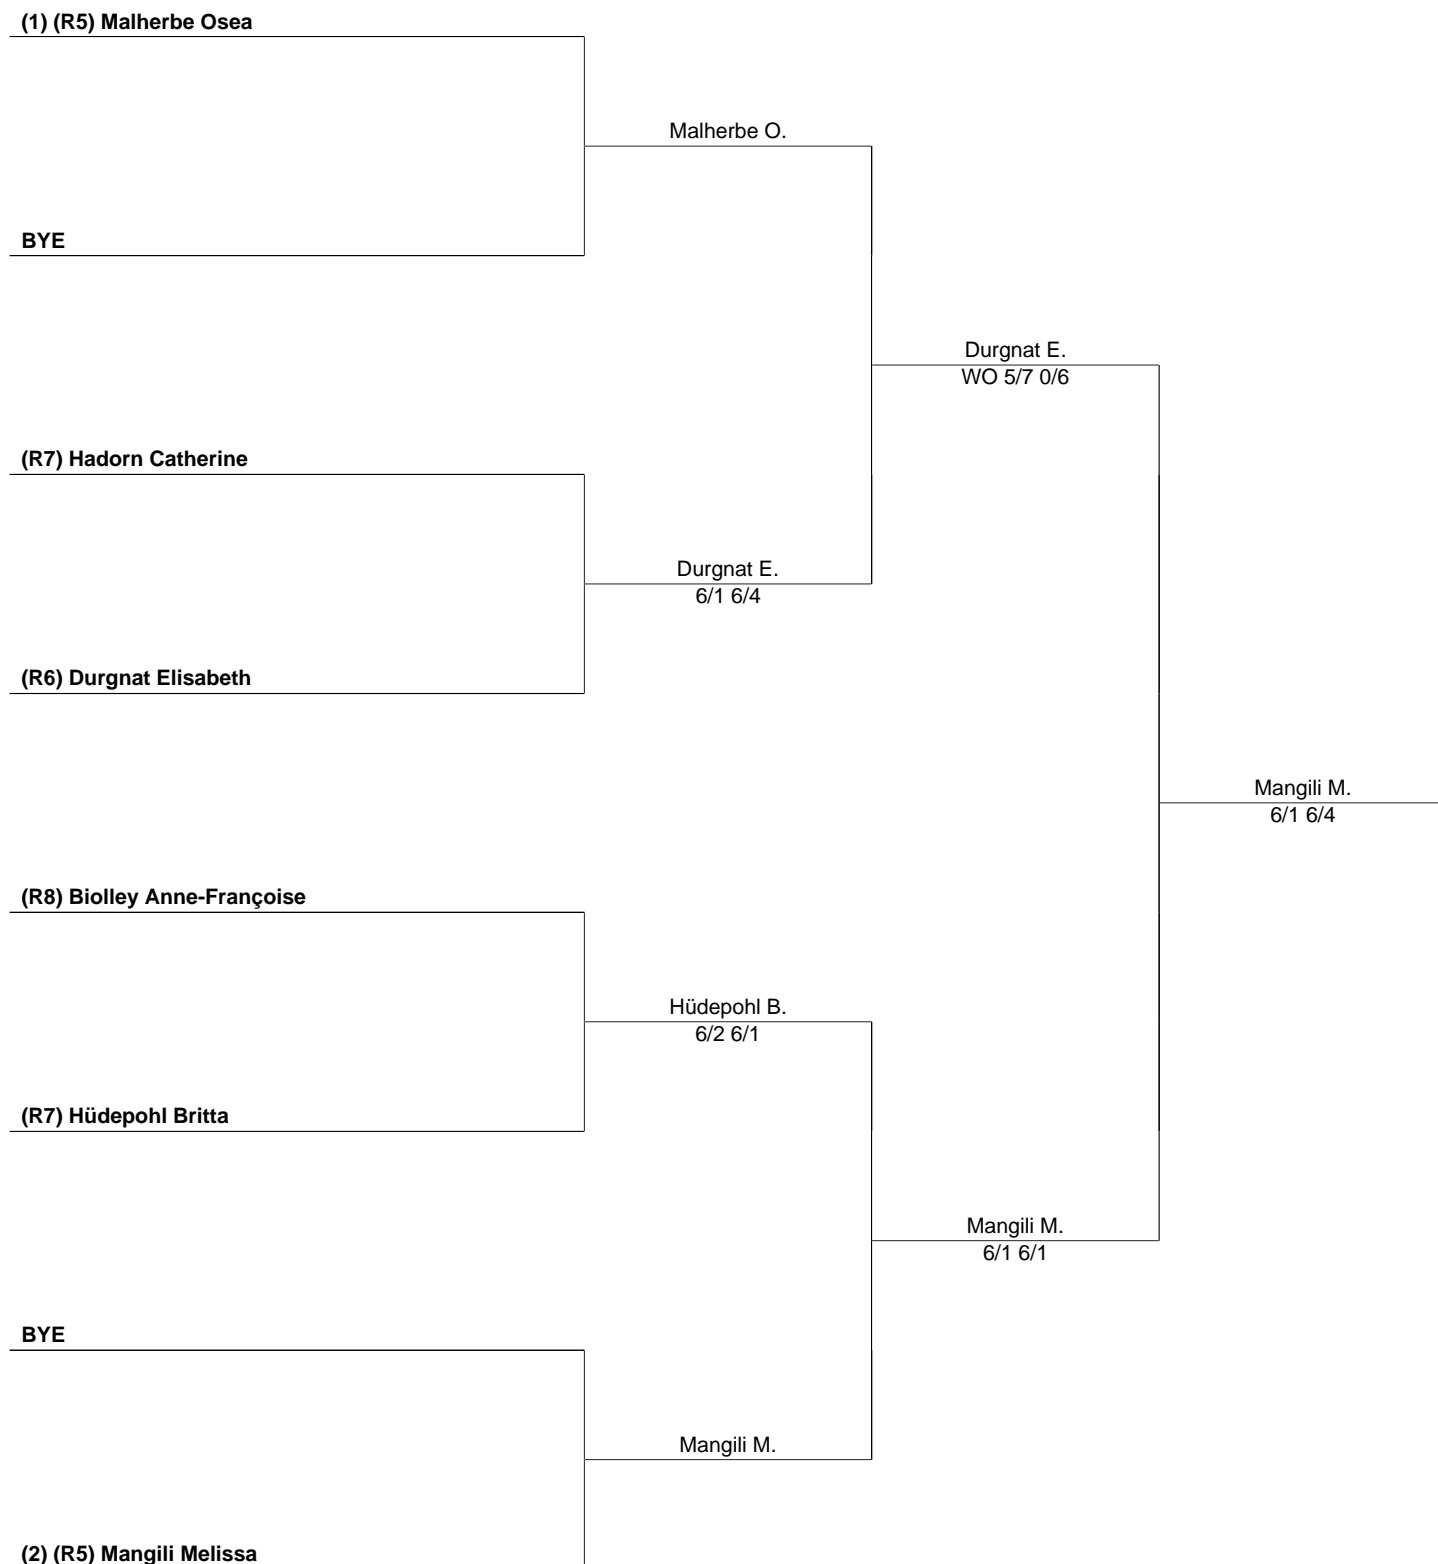 (1) (R5) Malherbe Osea
Malherbe O.
BYE
Durgnat E.
WO 5/7 0/6
(R7) Hadorn Catherine
Durgnat E.
6/1 6/4
(R6) Durgnat Elisabeth
Mangili M.
6/1 6/4
(R8) Biolley Anne-Françoise
Hüdepohl B.
6/2 6/1
(R7) Hüdepohl Britta
Mangili M.
6/1 6/1
BYE
Mangili M.
(2) (R5) Mangili Melissa